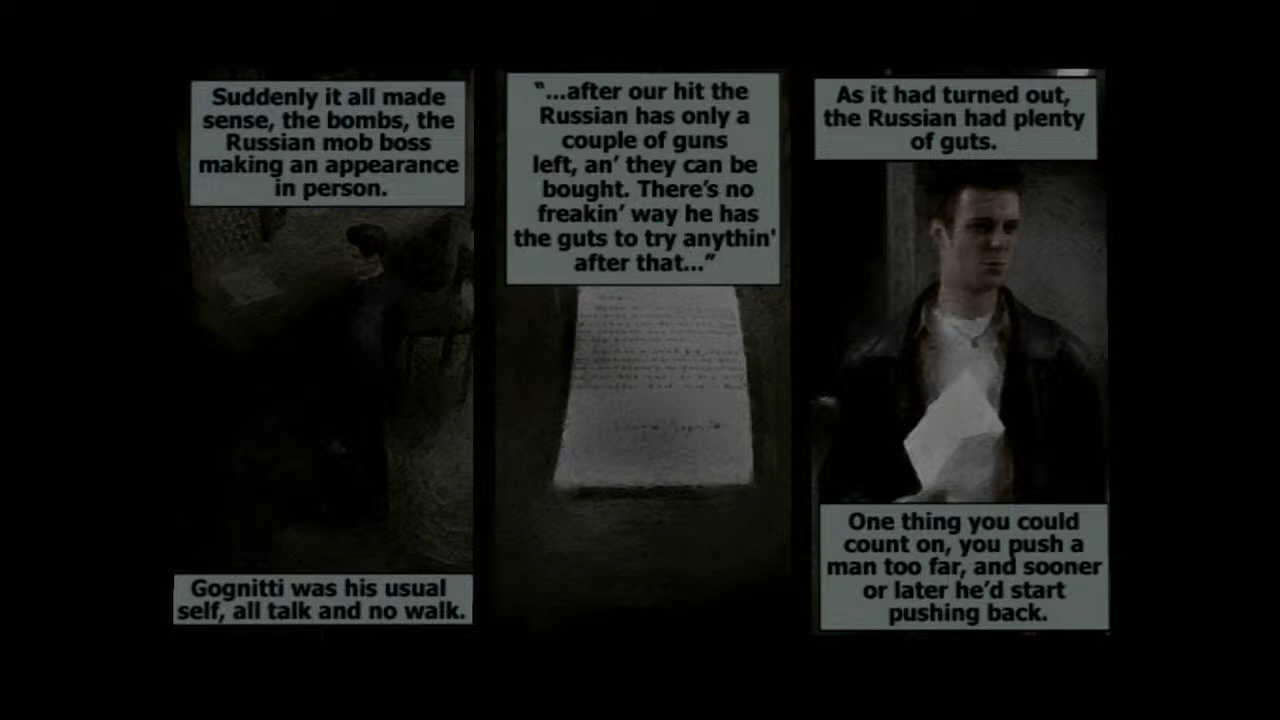 Suddenly it all made
sense, the bombs, the
Russian mob boss
making an appearance
in person.
Gognitti was his usual
self, all talk and no walk.
“...after our hit the
Russian has only a
couple of guns
left, an’ they can be
bought. There’s no
freakin’ way he has
the guts to try anythin'
after that...”
As it had turned out,
the Russian had plenty
of guts.
One thing you could
count on, you push a
man too far, and sooner
or later he’d start
pushing back.